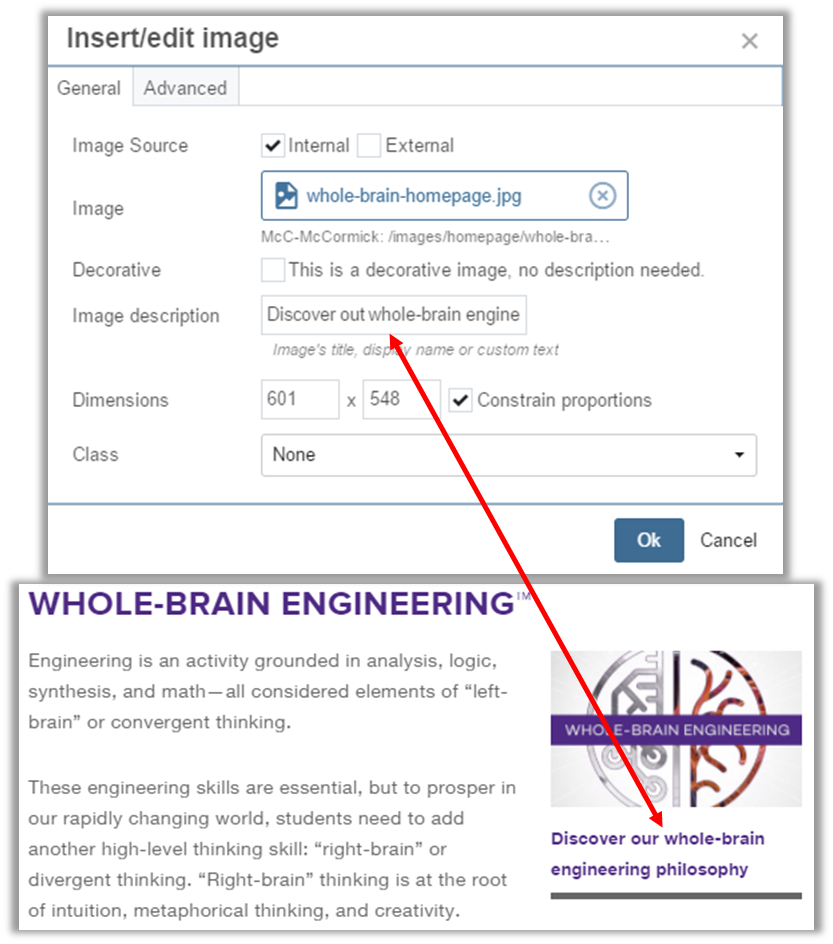 Insert/edit image
General Advanced
Image Source Internal External
Image whole-brain-homepage.jpg
McC-McCormick: /images/homepage/whole-bra...
Decorative This is a decorative image, no description needed.
Image description Discover out whole-brain engine
Image's title, display name or custom text
Dimensions 601 x 548 Constrain proportions
Class None
Ok Cancel
WHOLE-BRAIN ENGINEERING™
Engineering is an activity grounded in analysis, logic,
synthesis, and math—all considered elements of “left-
brain” or convergent thinking.
These engineering skills are essential, but to prosper in
our rapidly changing world, students need to add
another high-level thinking skill: “right-brain” or
divergent thinking. “Right-brain” thinking is at the root
of intuition, metaphorical thinking, and creativity.
WHOLE-BRAIN ENGINEERING
Discover our whole-brain
engineering philosophy